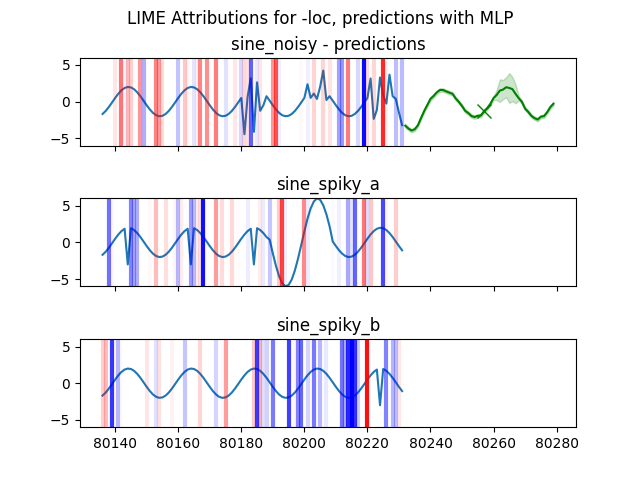 LIME Attributions for -loc, predictions with MLP
sine_noisy - predictions
5
0
−5
sine_spiky_a
5
0
−5
sine_spiky_b
5
0
−5
80140 80160 80180 80200 80220 80240 80260 80280